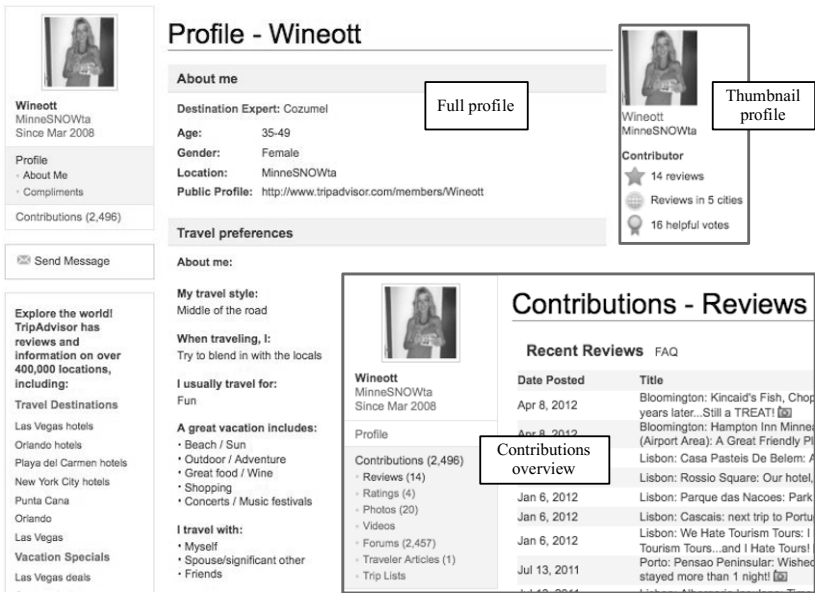 Wineott
MinneSNOWta
Since Mar 2008
Profile
About Me
Compliments
Contributions (2,496)
Send Message
Explore the world!
TripAdvisor has
reviews and
information on over
400,000 locations,
including:
Travel Destinations
Las Vegas hotels
Orlando hotels
Playa del Carmen hotels
New York City hotels
Punta Cana
Orlando
Las Vegas
Vacation Specials
Las Vegas deals
Profile - Wineott
About me
Destination Expert: Cozumel
Age: 35-49
Gender: Female
Location: MinneSNOWta
Public Profile: http://www.tripadvisor.com/members/Wineott
Travel preferences
About me:
My travel style:
Middle of the road
When traveling, I:
Try to blend in with the locals
I usually travel for:
Fun
A great vacation includes:
• Beach / Sun
• Outdoor / Adventure
• Great food / Wine
• Shopping
• Concerts / Music festivals
I travel with:
• Myself
• Spouse/significant other
• Friends
Full profile
Wineott
MinneSNOWta
Contributor
14 reviews
Reviews in 5 cities
16 helpful votes
Thumbnail
profile
Wineott
MinneSNOWta
Since Mar 2008
Profile
Contributions (2,496)
Reviews (14)
Ratings (4)
Photos (20)
Videos
Forums (2,457)
Traveler Articles (1)
Trip Lists
Contributions
overview
Contributions - Reviews
Recent Reviews FAQ
Date Posted Title
Apr 8, 2012 Bloomington: Kincaid's Fish, Chop
years later...Still a TREAT!
Apr 8, 2012 Bloomington: Hampton Inn Minnea
(Airport Area): A Great Friendly Pl
Lisbon: Casa Pasteis De Belem: A
Lisbon: Rossio Square: Our hotel,
Jan 6, 2012 Lisbon: Parque das Nacoes: Park
Jan 6, 2012 Lisbon: Cascais: next trip to Portu
Jan 6, 2012 Lisbon: We Hate Tourism Tours: I
Tourism Tours...and I Hate Tours!
Jul 13, 2011 Porto: Pensao Peninsular: Wished
stayed more than 1 night!